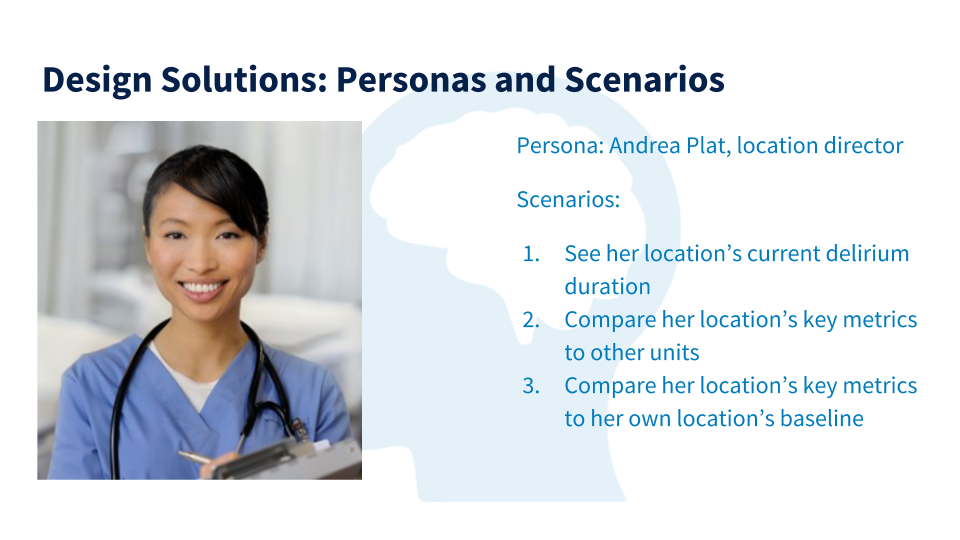 Design Solutions: Personas and Scenarios
Persona: Andrea Plat, location director
Scenarios:
1. See her location’s current delirium
duration
2. Compare her location’s key metrics
to other units
3. Compare her location’s key metrics
to her own location’s baseline